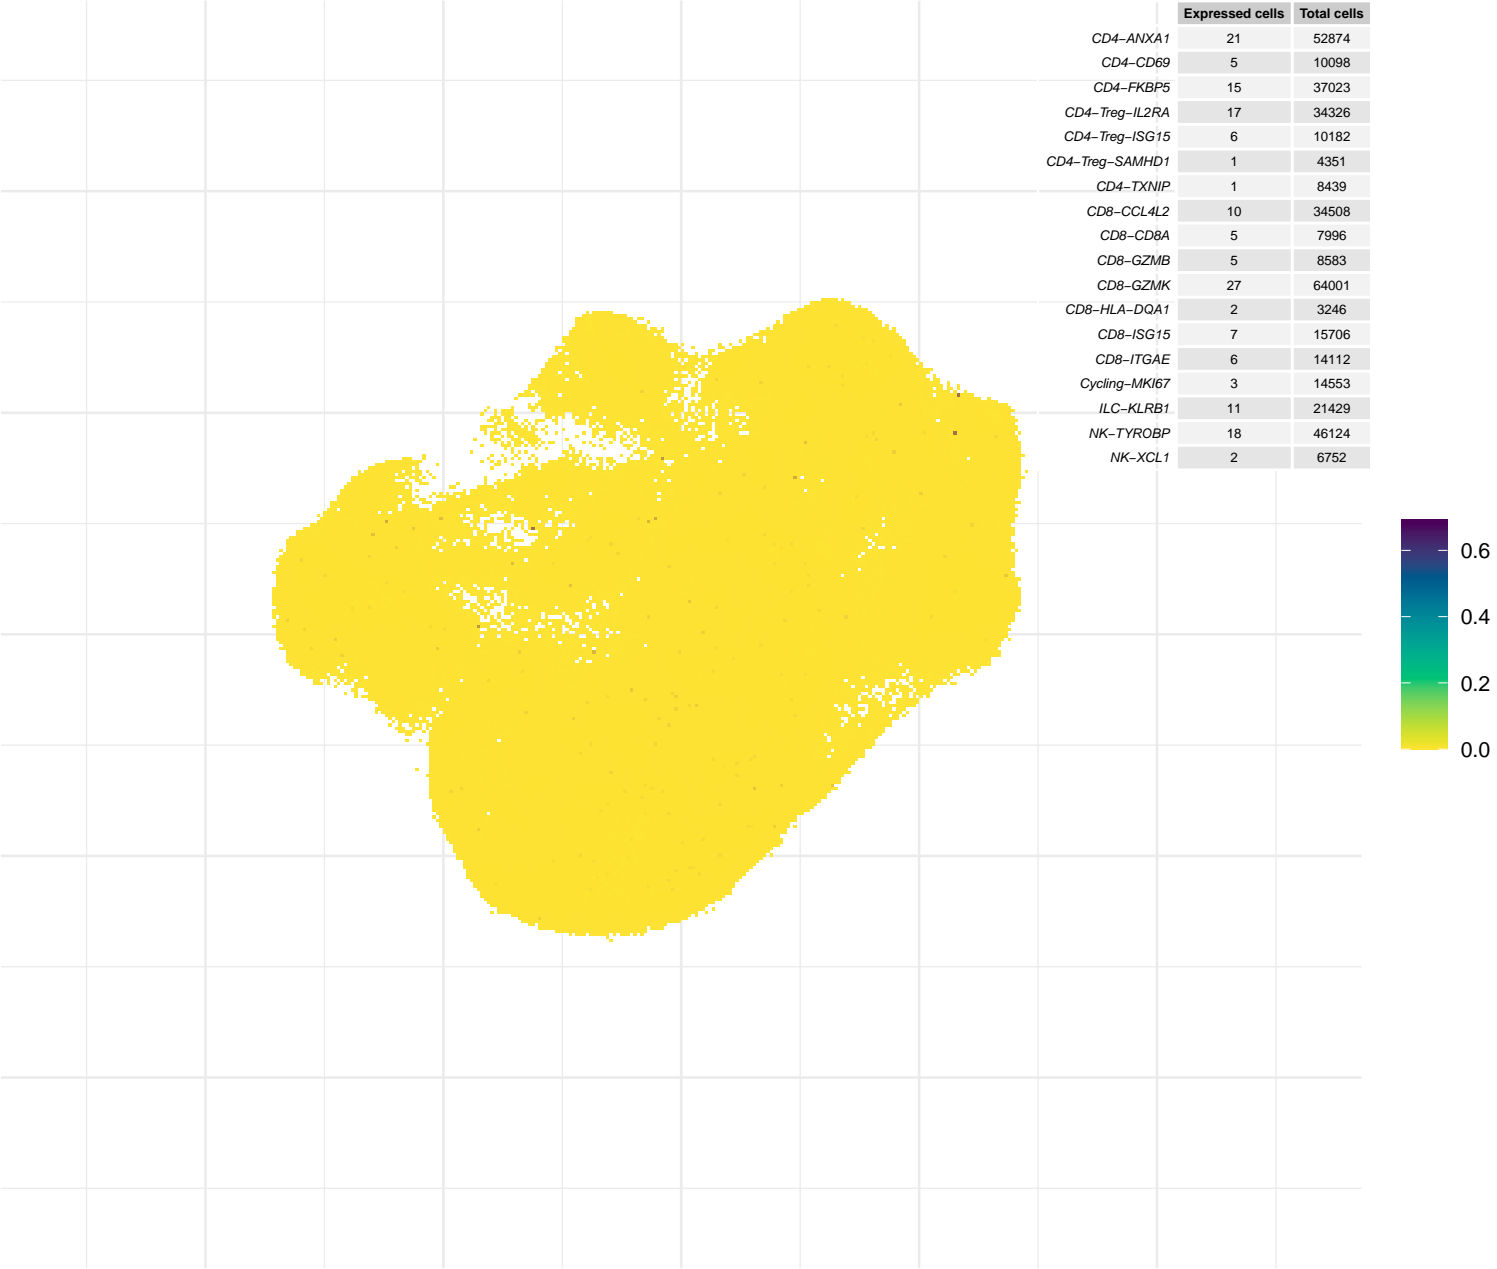 Expressed cells Total cells
CD4−ANXA1 21 52874
CD4−CD69 5 10098
CD4−FKBP5 15 37023
CD4−Treg−IL2RA 17 34326
CD4−Treg−ISG15 6 10182
CD4−Treg−SAMHD1 1 4351
CD4−TXNIP 1 8439
CD8−CCL4L2 10 34508
CD8−CD8A 5 7996
CD8−GZMB 5 8583
CD8−GZMK 27 64001
CD8−HLA−DQA1 2 3246
CD8−ISG15 7 15706
CD8−ITGAE 6 14112
Cycling−MKI67 3 14553
ILC−KLRB1 11 21429
NK−TYROBP 18 46124
NK−XCL1 2 6752
0.6
0.4
0.2
0.0